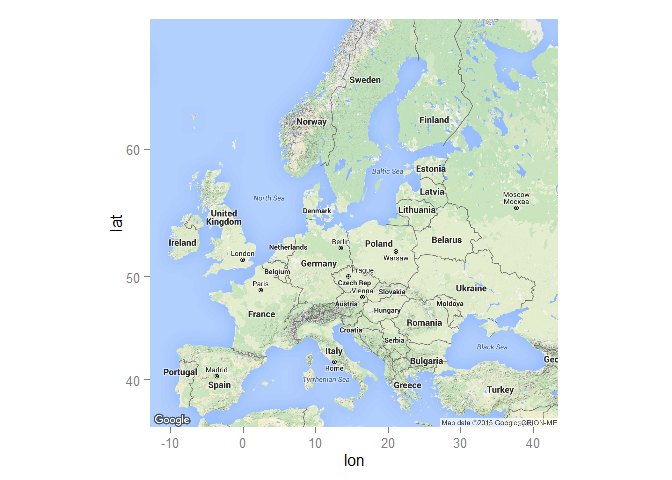 Sweden
Finland
Norway
60
Estonia
Baltic Sea
Latvia
Moscow
Москва
North Sea
Denmark
Lithuania
United
Kingdom
Ireland
Belarus
Berlin
Poland
Netherlands
London
Warsaw
Germany
Belgium
Prague
50
Paris
Czech Rep
Vienna
Slovakia
Ukraine
Austria
Moldova
France
Hungary
Romania
Croatia
Serbia
Black Sea
Italy
Rome
Bulgaria
Portugal
Madrid
Spain
Tyrrhenian Sea
Greece
Turkey
40
Google
Map data ©2015 Google, ORION-ME
-10
0
10
20
30
40
lon
lat